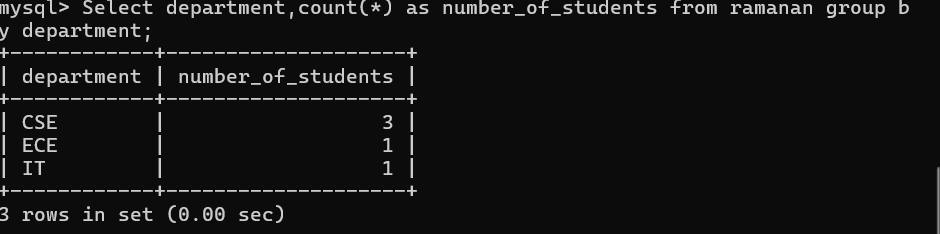 mysql> Select department,count(*) as number_of_students from ramanan group b
y department;
+------------+--------------------+
| department | number_of_students |
+------------+--------------------+
| CSE        |                  3 |
| ECE        |                  1 |
| IT         |                  1 |
+------------+--------------------+
3 rows in set (0.00 sec)